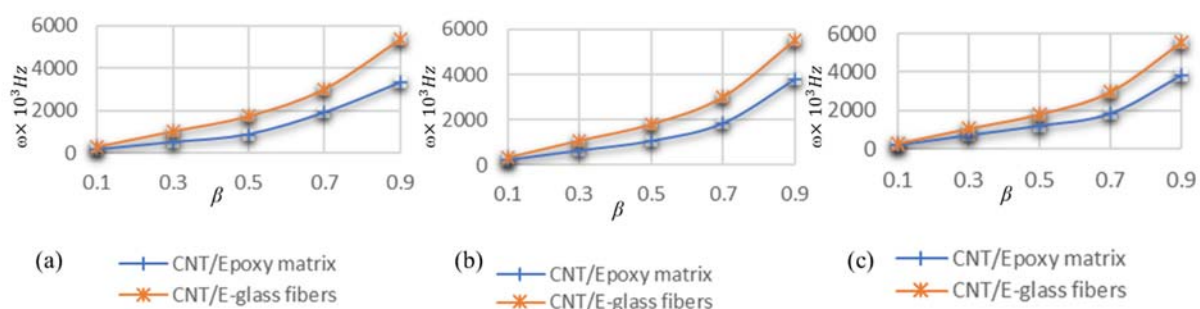 6000
4000
2000
0
ω× 10³Hz
0.1 0.3 0.5 0.7 0.9
β
(a)
CNT/Epoxy matrix
CNT/E-glass fibers
6000
4000
2000
0
ω× 10³Hz
0.1 0.3 0.5 0.7 0.9
β
(b)
CNT/Epoxy matrix
CNT/E-glass fibers
6000
4000
2000
0
ω× 10³Hz
0.1 0.3 0.5 0.7 0.9
β
(c)
CNT/Epoxy matrix
CNT/E-glass fibers